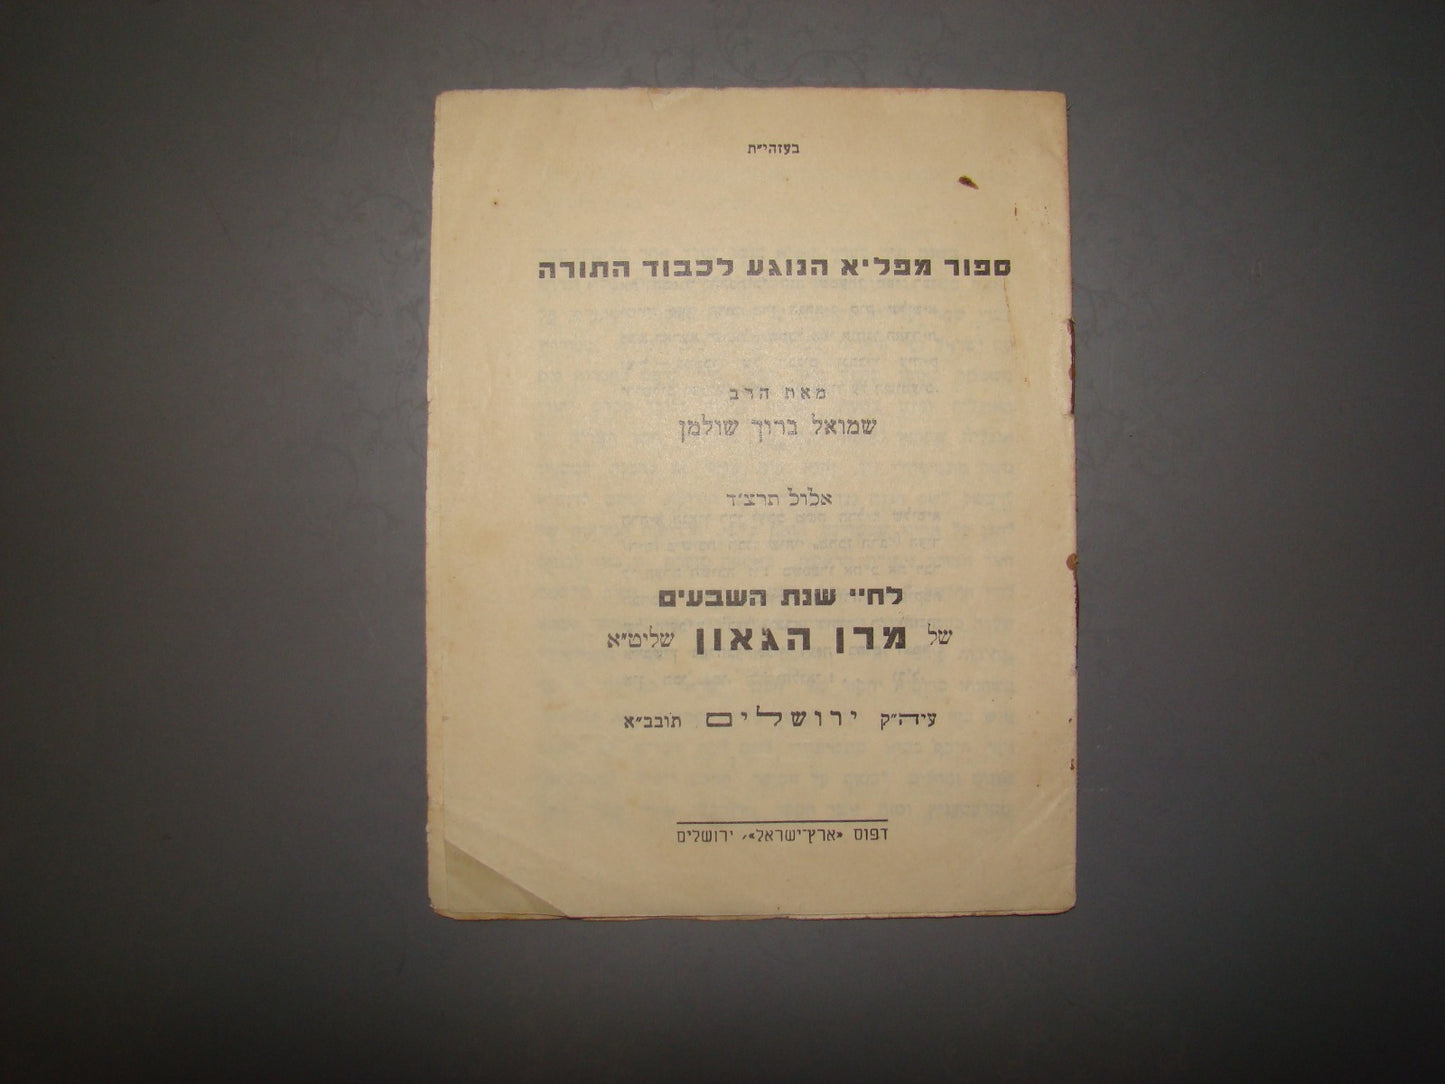 בעזהי״ת
ספור מפליא הנוגע לכבוד התורה
מאת הרב
שמואל ברוך שולמן
אלול תרצ״ד
לחיי שנת השבעים
של מרן הגאון שליט״א
עיה״ק ירושלים תובב״א
דפוס «ארץ־ישראל», ירושלים